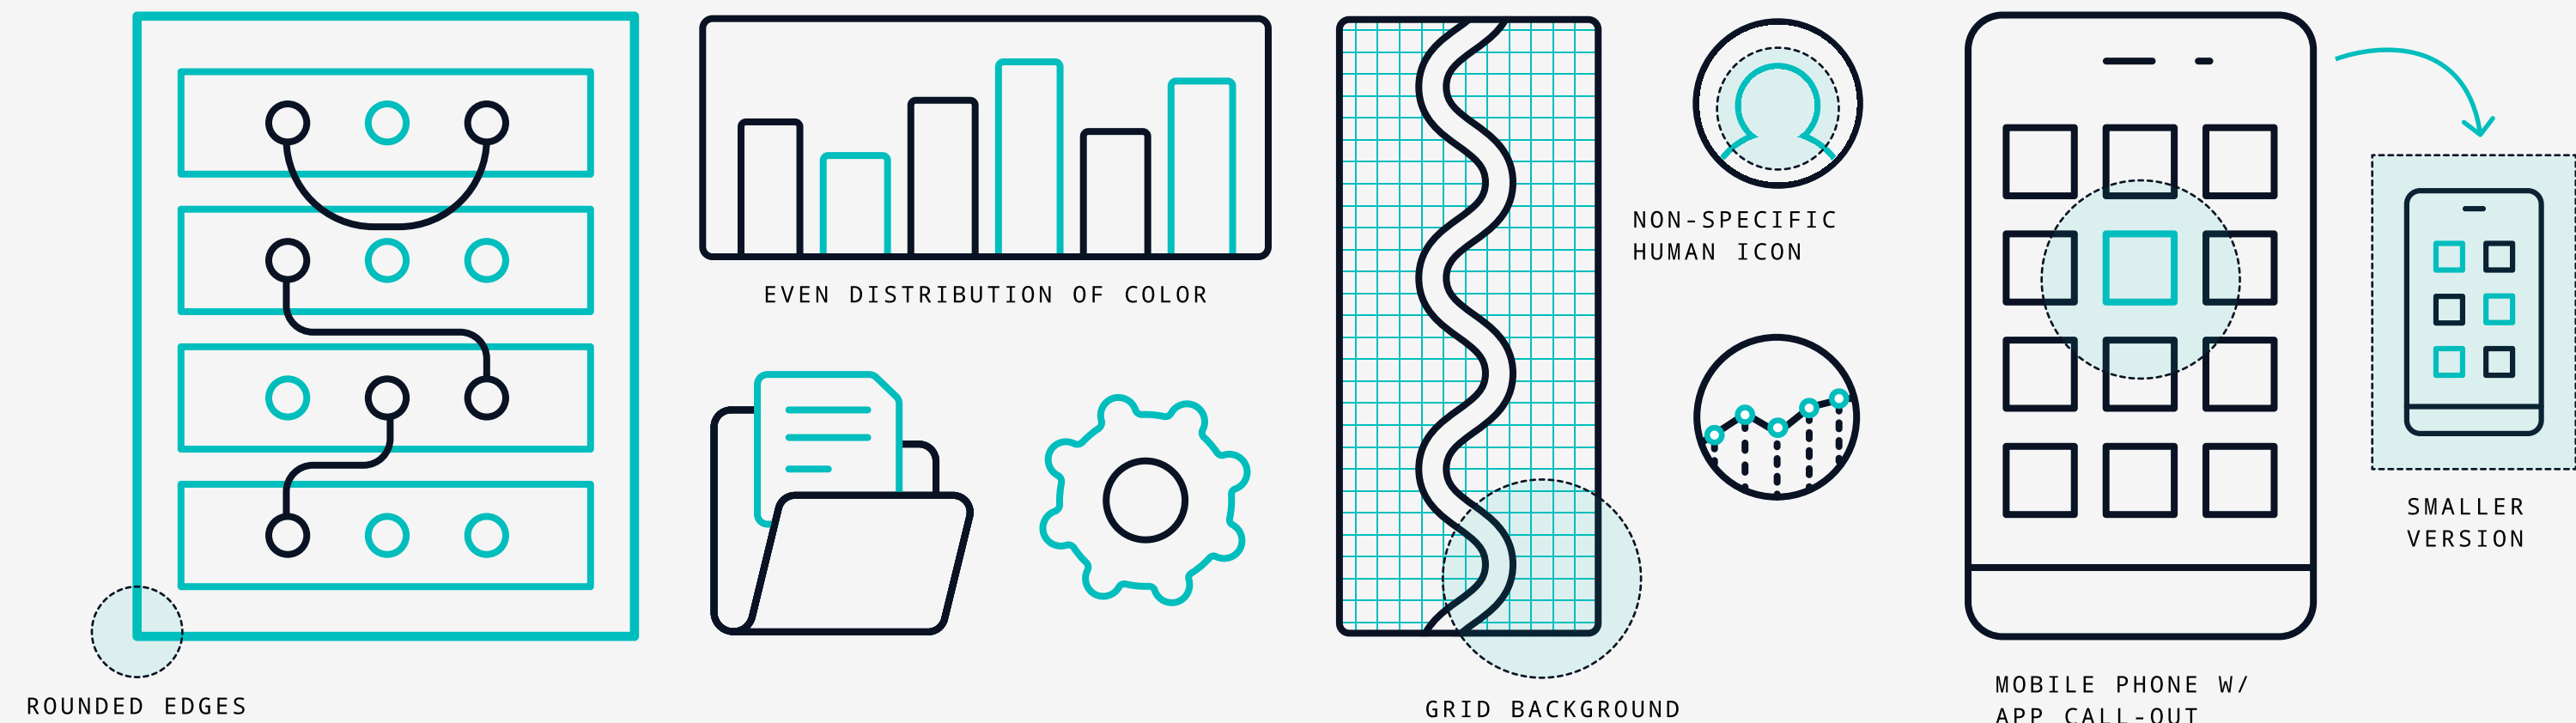 ROUNDED EDGES
EVEN DISTRIBUTION OF COLOR
NON-SPECIFIC
HUMAN ICON
GRID BACKGROUND
MOBILE PHONE W/
APP CALL-OUT
SMALLER
VERSION